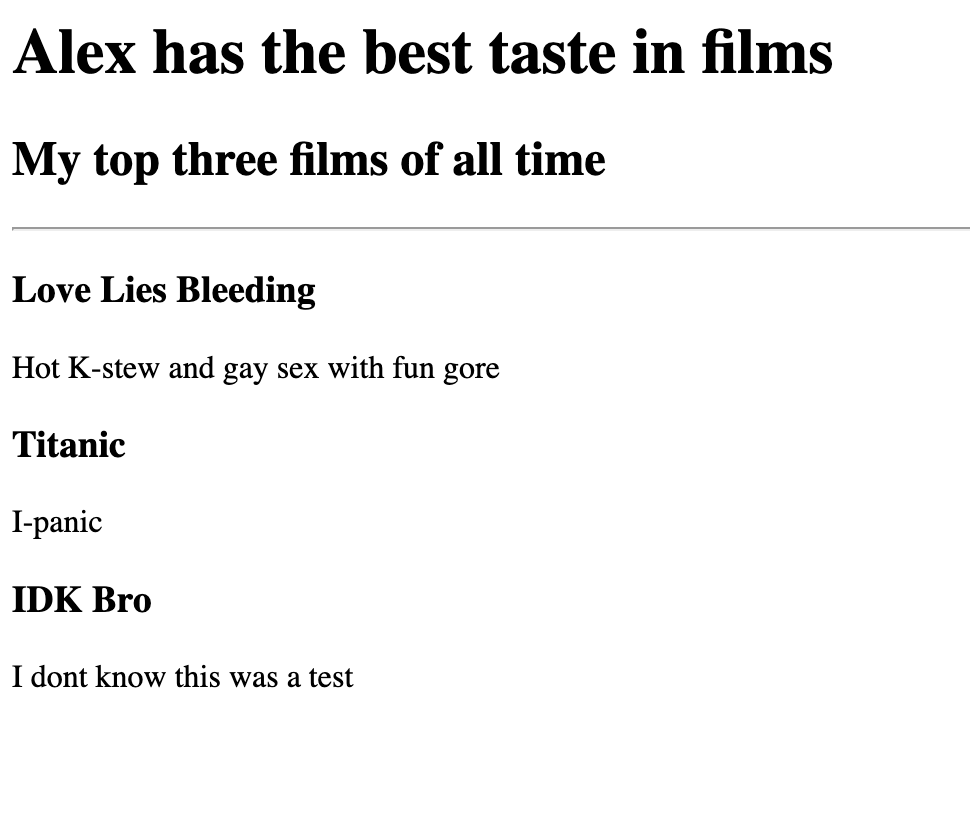 Alex has the best taste in films
My top three films of all time
Love Lies Bleeding
Hot K-stew and gay sex with fun gore
Titanic
I-panic
IDK Bro
I dont know this was a test